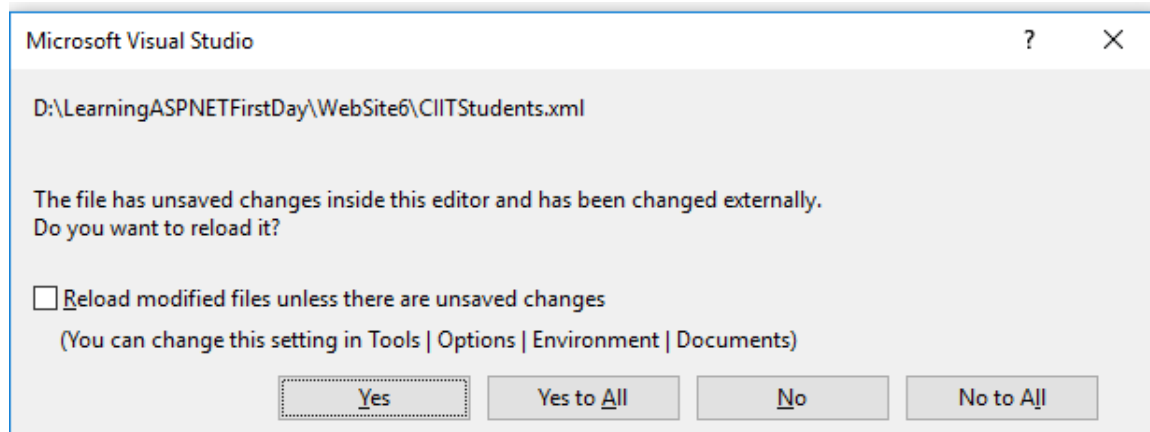 Microsoft Visual Studio
D:\LearningASPNETFirstDay\WebSite6\CIITStudents.xml
The file has unsaved changes inside this editor and has been changed externally.
Do you want to reload it?
Reload modified files unless there are unsaved changes
(You can change this setting in Tools | Options | Environment | Documents)
Yes Yes to All No No to All